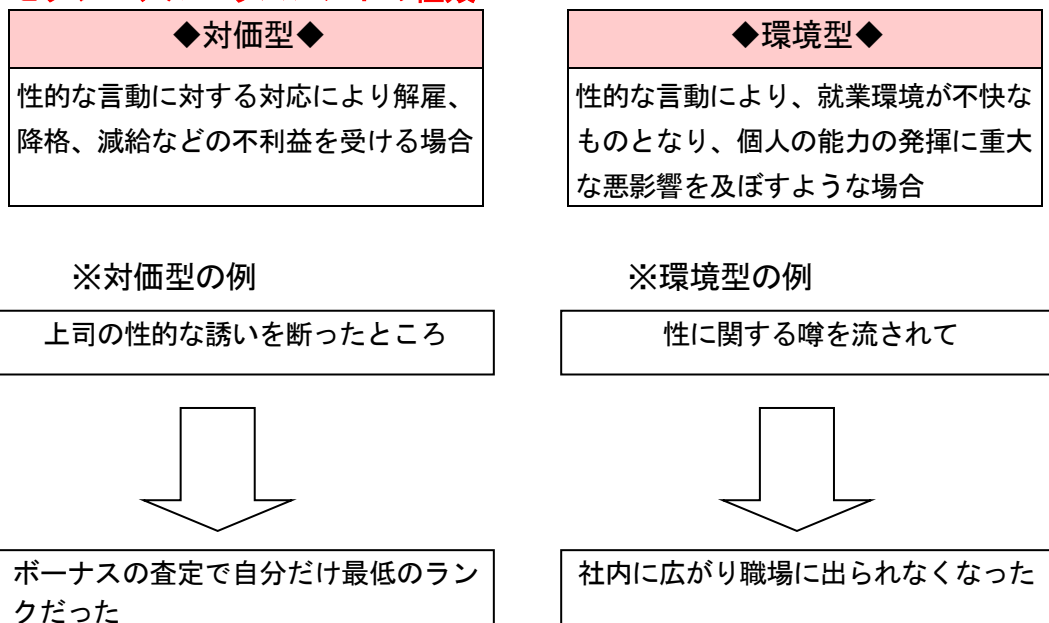 ◆対価型◆
性的な言動に対する対応により解雇、
降格、減給などの不利益を受ける場合
◆環境型◆
性的な言動により、就業環境が不快な
ものとなり、個人の能力の発揮に重大
な悪影響を及ぼすような場合
※対価型の例
上司の性的な誘いを断ったところ
ボーナスの査定で自分だけ最低のラン
クだった
※環境型の例
性に関する噂を流されて
社内に広がり職場に出られなくなった